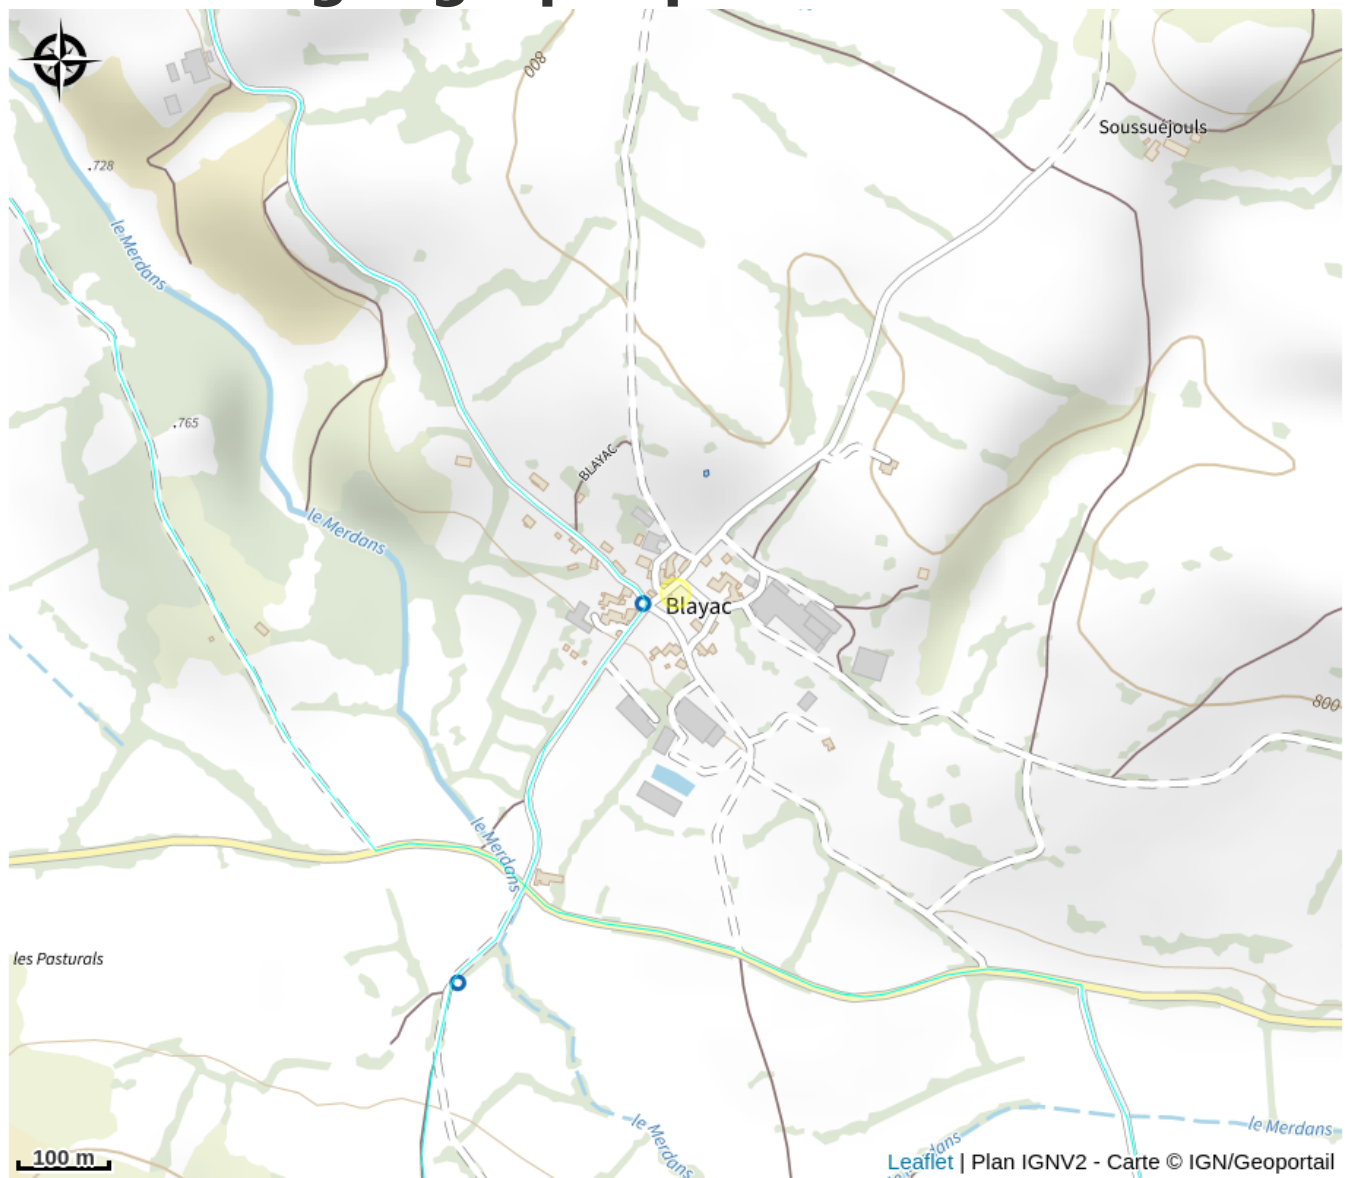 008
Soussuéjouls
.728
le Merdans
.765
BLAYAC
le Merdans
Blayac
800
le Merdans
les Pasturals
le Merdans
le Merdans
100 m
Leaflet | Plan IGNV2 - Carte © IGN/Geoportail